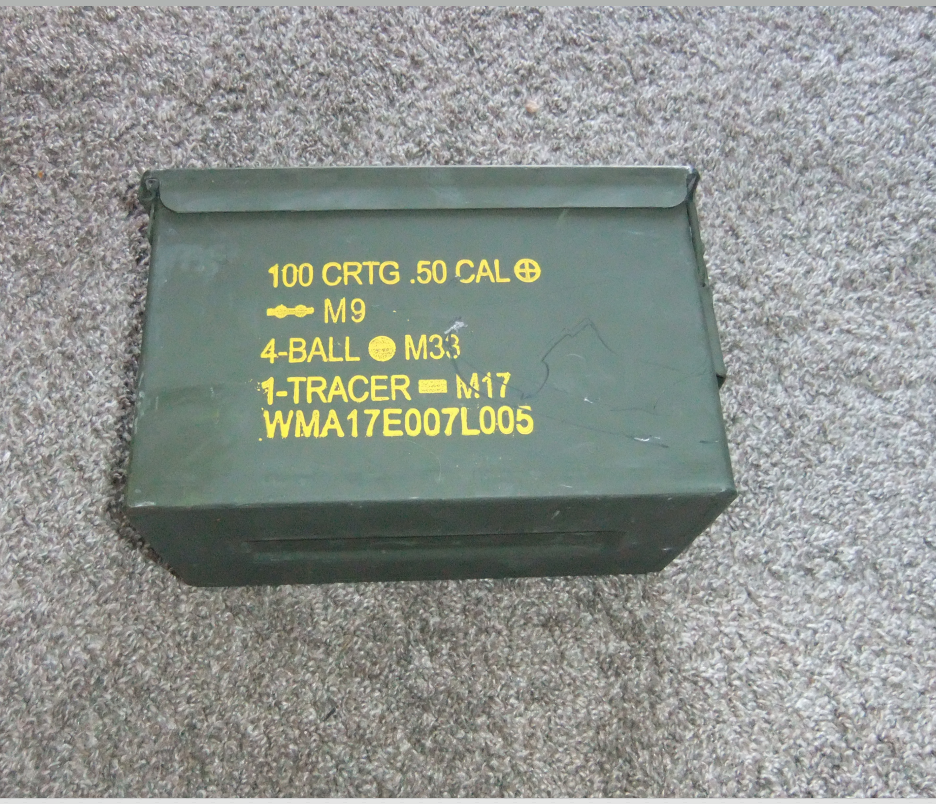 100 CRTG .50 CAL
M9
4-BALL M33
1-TRACER M17
WMA17E007L005